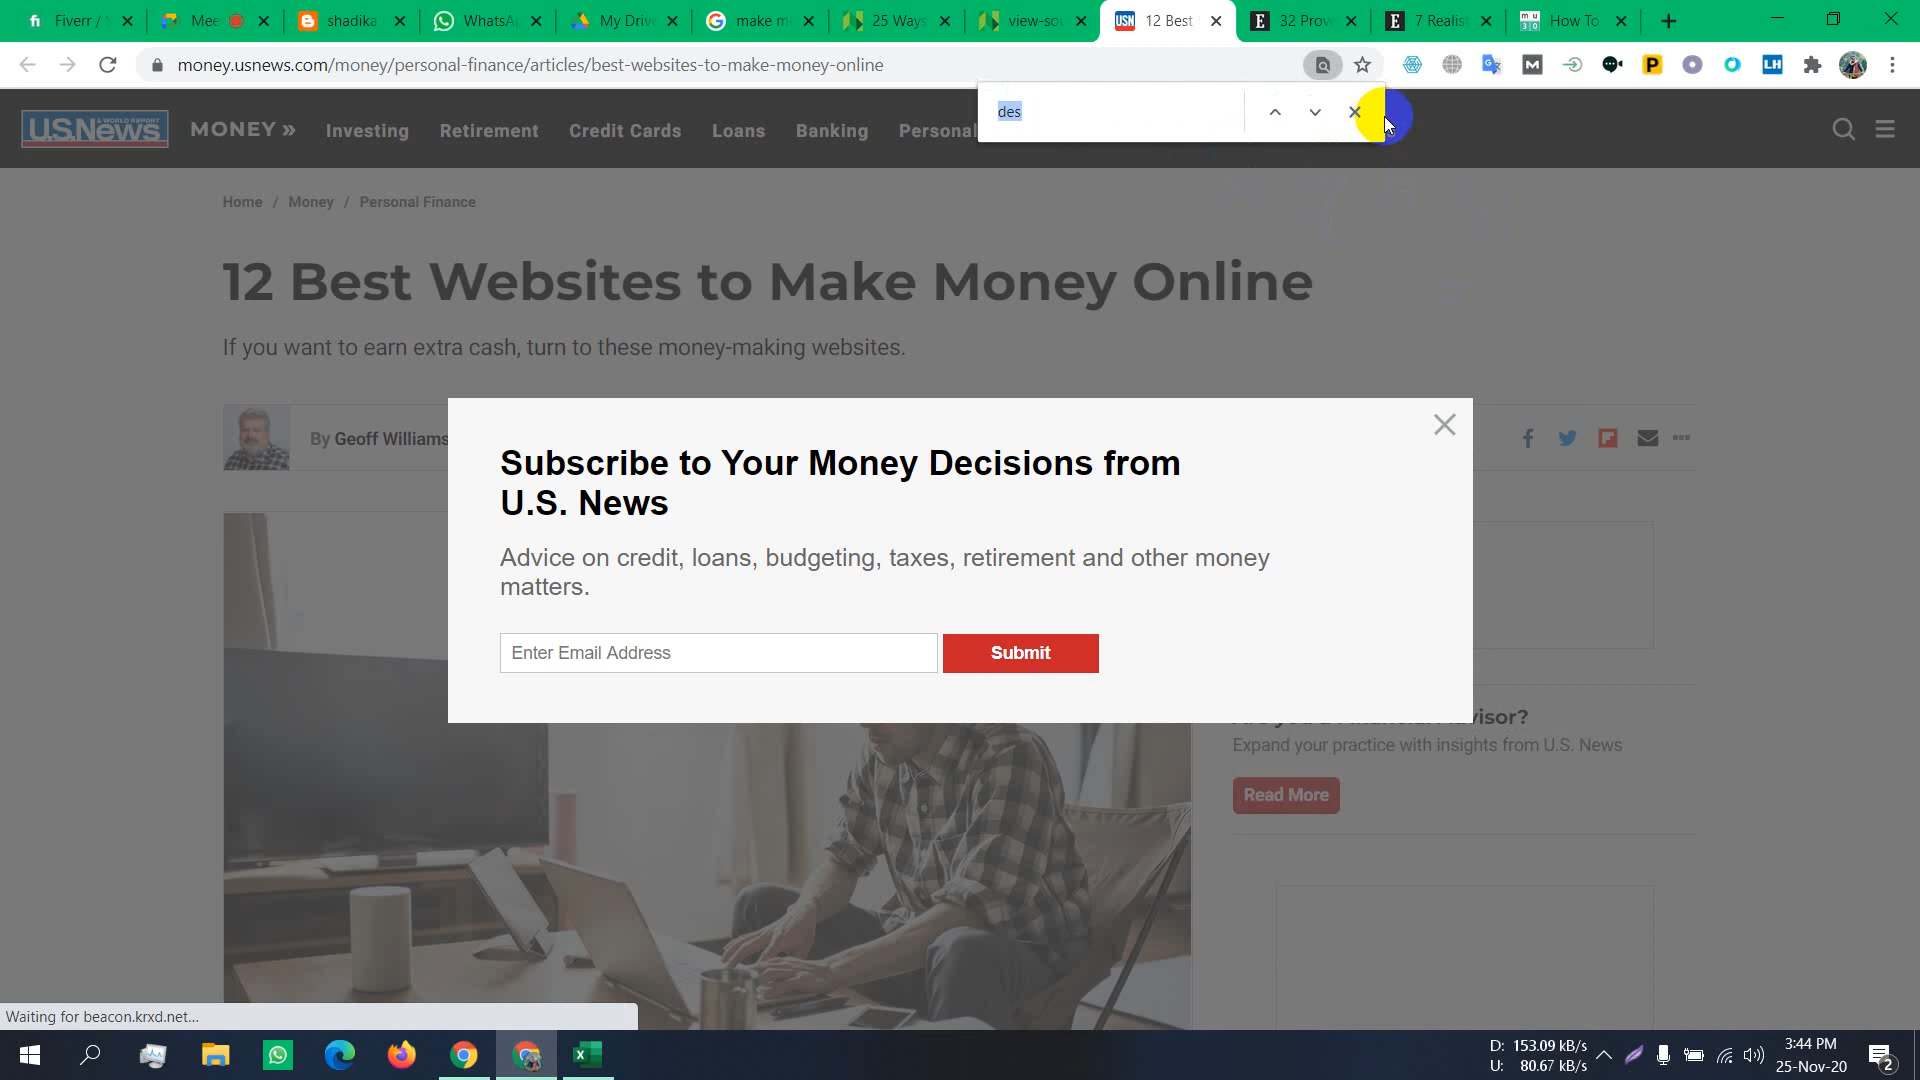 Fiverr /
Mee
shadika
WhatsA
My Driv
make m
25 Ways
view-sou
12 Best
32 Prov
7 Realis
How To
money.usnews.com/money/personal-finance/articles/best-websites-to-make-money-online
des
U.S.News
& WORLD REPORT
MONEY »
Investing
Retirement
Credit Cards
Loans
Banking
Personal
Home / Money / Personal Finance
12 Best Websites to Make Money Online
If you want to earn extra cash, turn to these money-making websites.
By Geoff Williams
Subscribe to Your Money Decisions from
U.S. News
Advice on credit, loans, budgeting, taxes, retirement and other money
matters.
Enter Email Address
Submit
visor?
Expand your practice with insights from U.S. News
Read More
Waiting for beacon.krxd.net...
D: 153.09 kB/s
U: 80.67 kB/s
3:44 PM
25-Nov-20
2